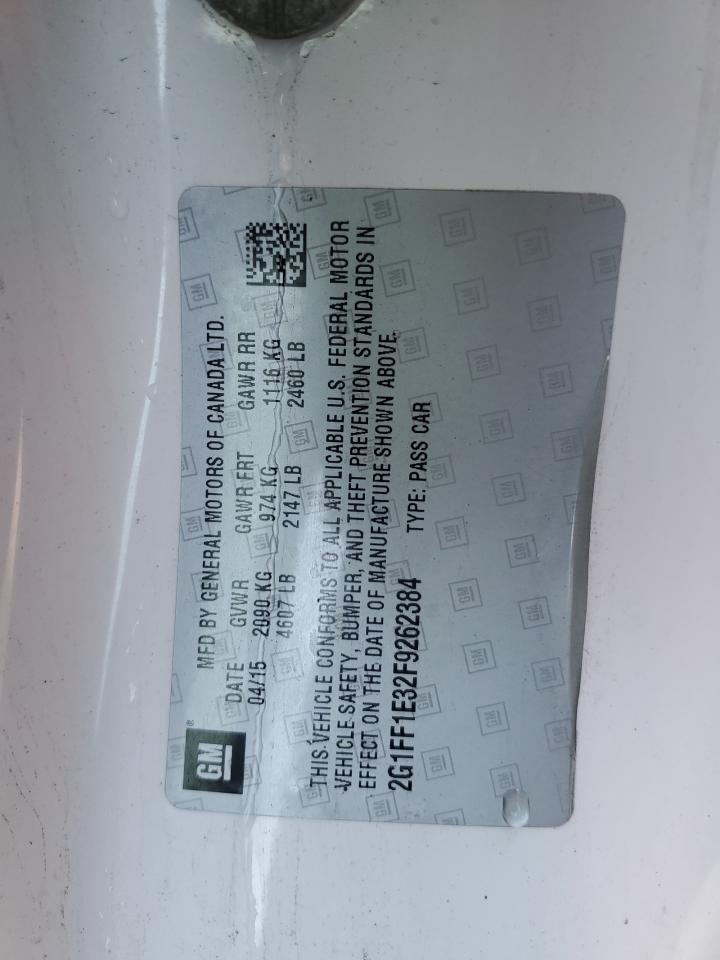 GM®
MFD BY GENERAL MOTORS OF CANADA LTD.
DATE GVWR GAWR FRT GAWR RR
04/15 2090 KG 974 KG 1116 KG
4607 LB 2147 LB 2460 LB
THIS VEHICLE CONFORMS TO ALL APPLICABLE U.S. FEDERAL MOTOR
VEHICLE SAFETY, BUMPER, AND THEFT PREVENTION STANDARDS IN
EFFECT ON THE DATE OF MANUFACTURE SHOWN ABOVE.
2G1FF1E32F9262384 TYPE: PASS CAR